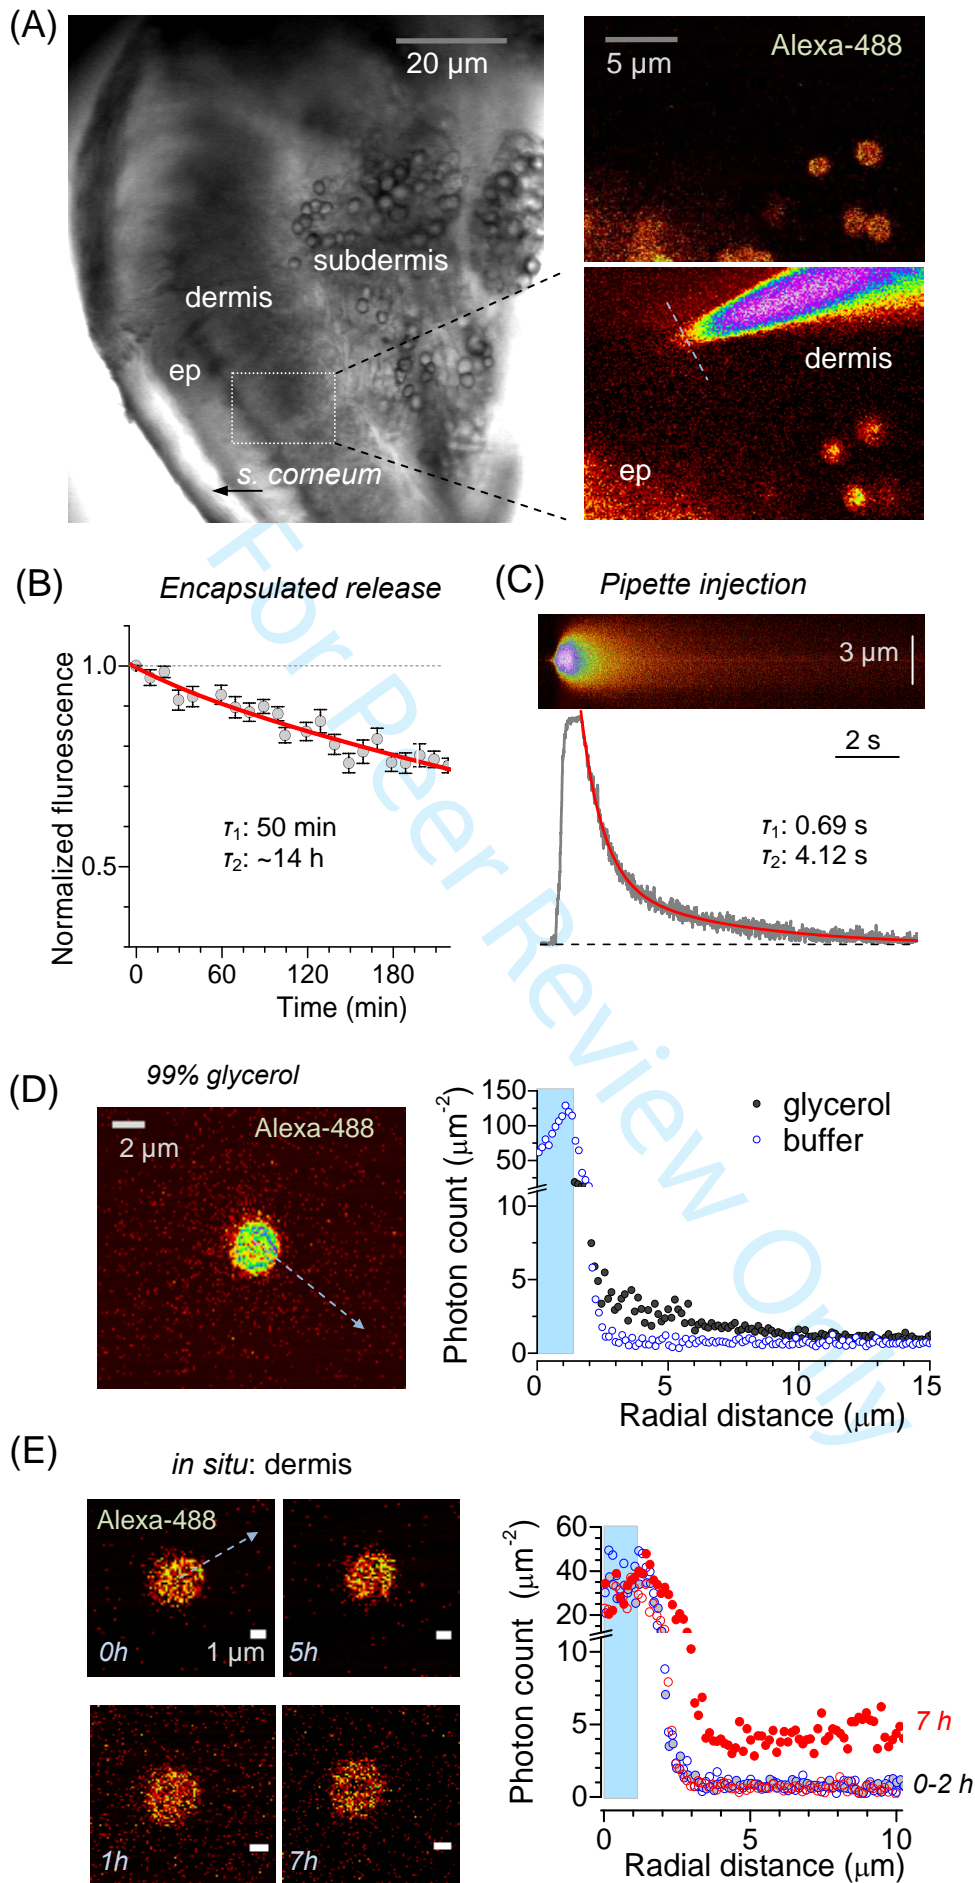 (A)
20 μm
subdermis
dermis
ep
s. corneum
5 μm
Alexa-488
dermis
ep
(B)
Encapsulated release
Normalized fluroescence
1.0
0.5
τ1: 50 min
τ2: ~14 h
0
60
120
180
Time (min)
(C)
Pipette injection
3 μm
2 s
τ1: 0.69 s
τ2: 4.12 s
For Peer Review Only
(D)
99% glycerol
2 μm
Alexa-488
Photon count (μm-2)
150
100
50
10
5
0
glycerol
buffer
0
5
10
15
Radial distance (μm)
(E)
in situ: dermis
Alexa-488
0h
1 μm
5h
1h
7h
Photon count (μm-2)
60
40
20
10
5
0
7 h
0-2 h
0
5
10
Radial distance (μm)